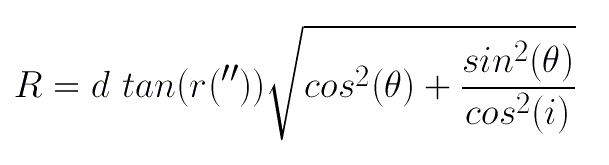 R = d tan(r(′′))√(cos²(θ) + sin²(θ)/cos²(i))